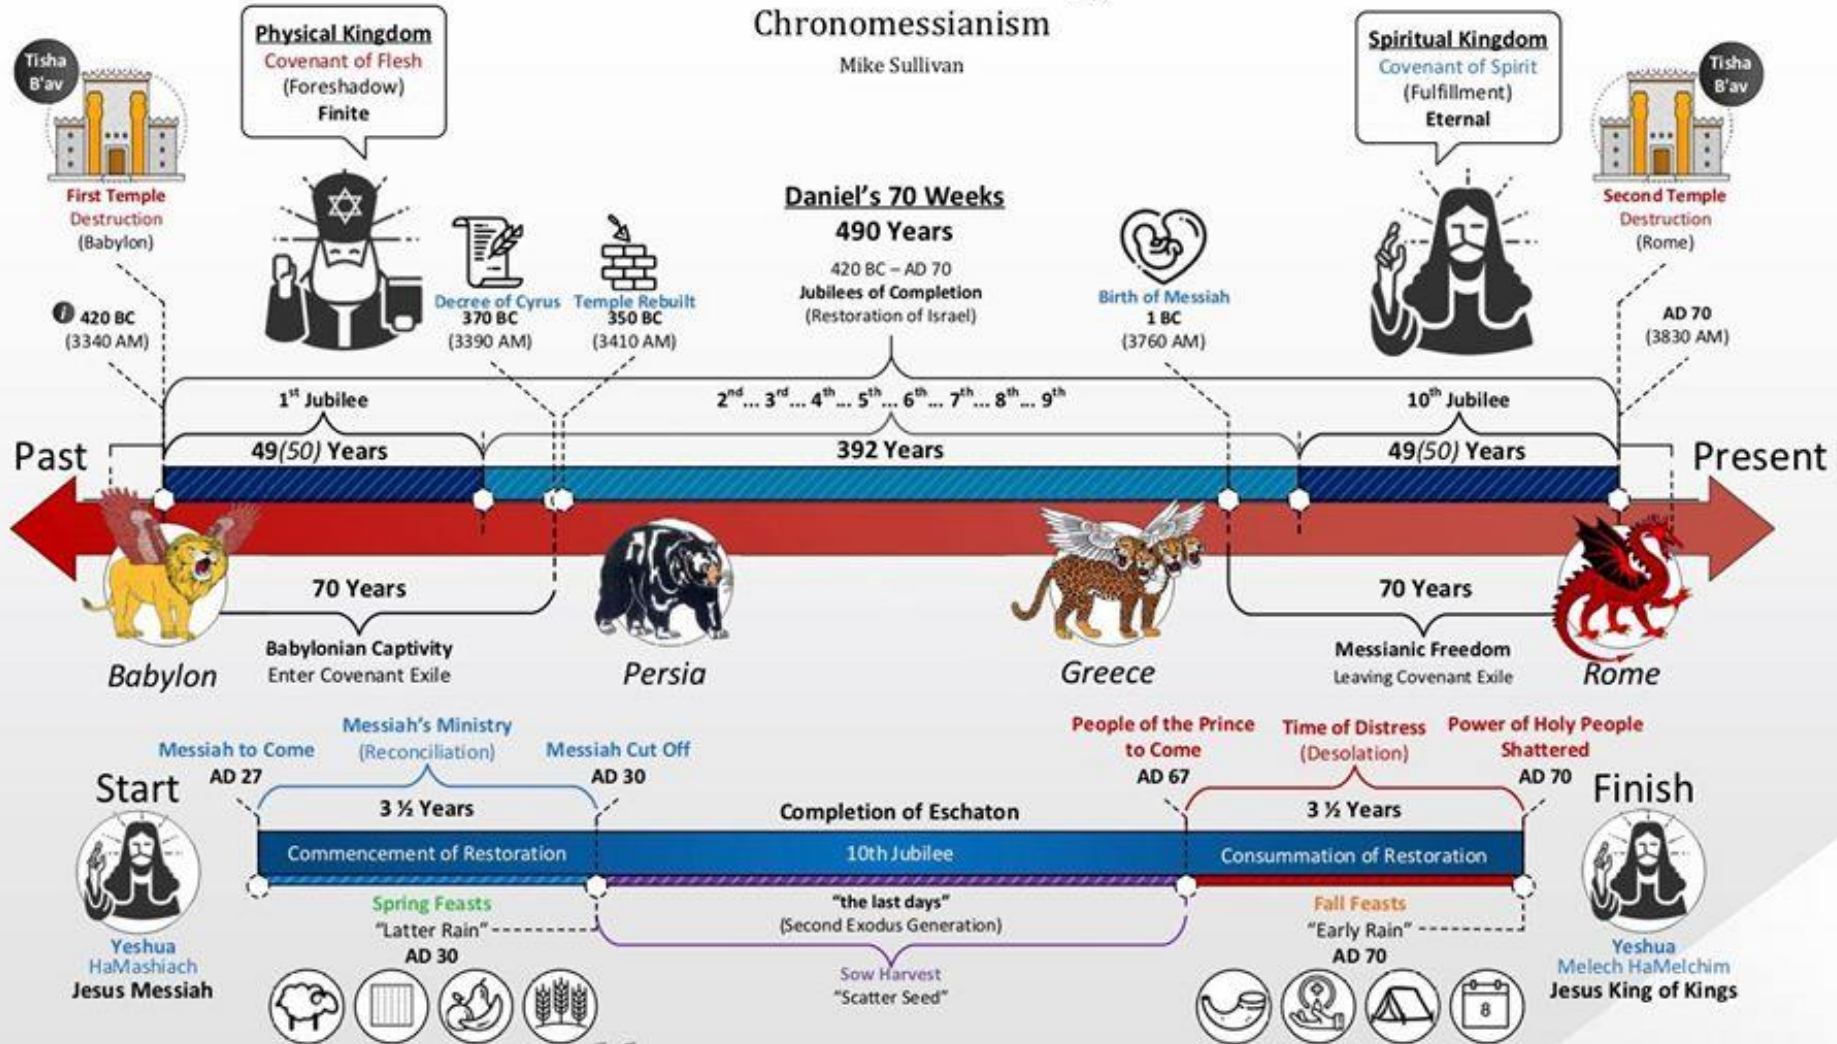 Chronomessianism
Mike Sullivan
Tisha
B'av
First Temple
Destruction
(Babylon)
420 BC
(3340 AM)
Physical Kingdom
Covenant of Flesh
(Foreshadow)
Finite
Decree of Cyrus
370 BC
(3390 AM)
Temple Rebuilt
350 BC
(3410 AM)
Daniel's 70 Weeks
490 Years
420 BC – AD 70
Jubilees of Completion
(Restoration of Israel)
Birth of Messiah
1 BC
(3760 AM)
Spiritual Kingdom
Covenant of Spirit
(Fulfillment)
Eternal
Tisha
B'av
Second Temple
Destruction
(Rome)
AD 70
(3830 AM)
1st Jubilee
2nd... 3rd... 4th... 5th... 6th... 7th... 8th... 9th
10th Jubilee
Past
49(50) Years
392 Years
49(50) Years
Present
70 Years
Babylonian Captivity
Enter Covenant Exile
70 Years
Messianic Freedom
Leaving Covenant Exile
Babylon
Persia
Greece
Rome
Start
Messiah to Come
AD 27
Messiah's Ministry
(Reconciliation)
3 ½ Years
Messiah Cut Off
AD 30
Completion of Eschaton
People of the Prince
to Come
AD 67
Time of Distress
(Desolation)
3 ½ Years
Power of Holy People
Shattered
AD 70
Finish
Commencement of Restoration
10th Jubilee
Consummation of Restoration
Spring Feasts
"Latter Rain"
AD 30
"the last days"
(Second Exodus Generation)
Sow Harvest
"Scatter Seed"
Fall Feasts
"Early Rain"
AD 70
8
Yeshua
HaMashiach
Jesus Messiah
Yeshua
Melech HaMelchim
Jesus King of Kings